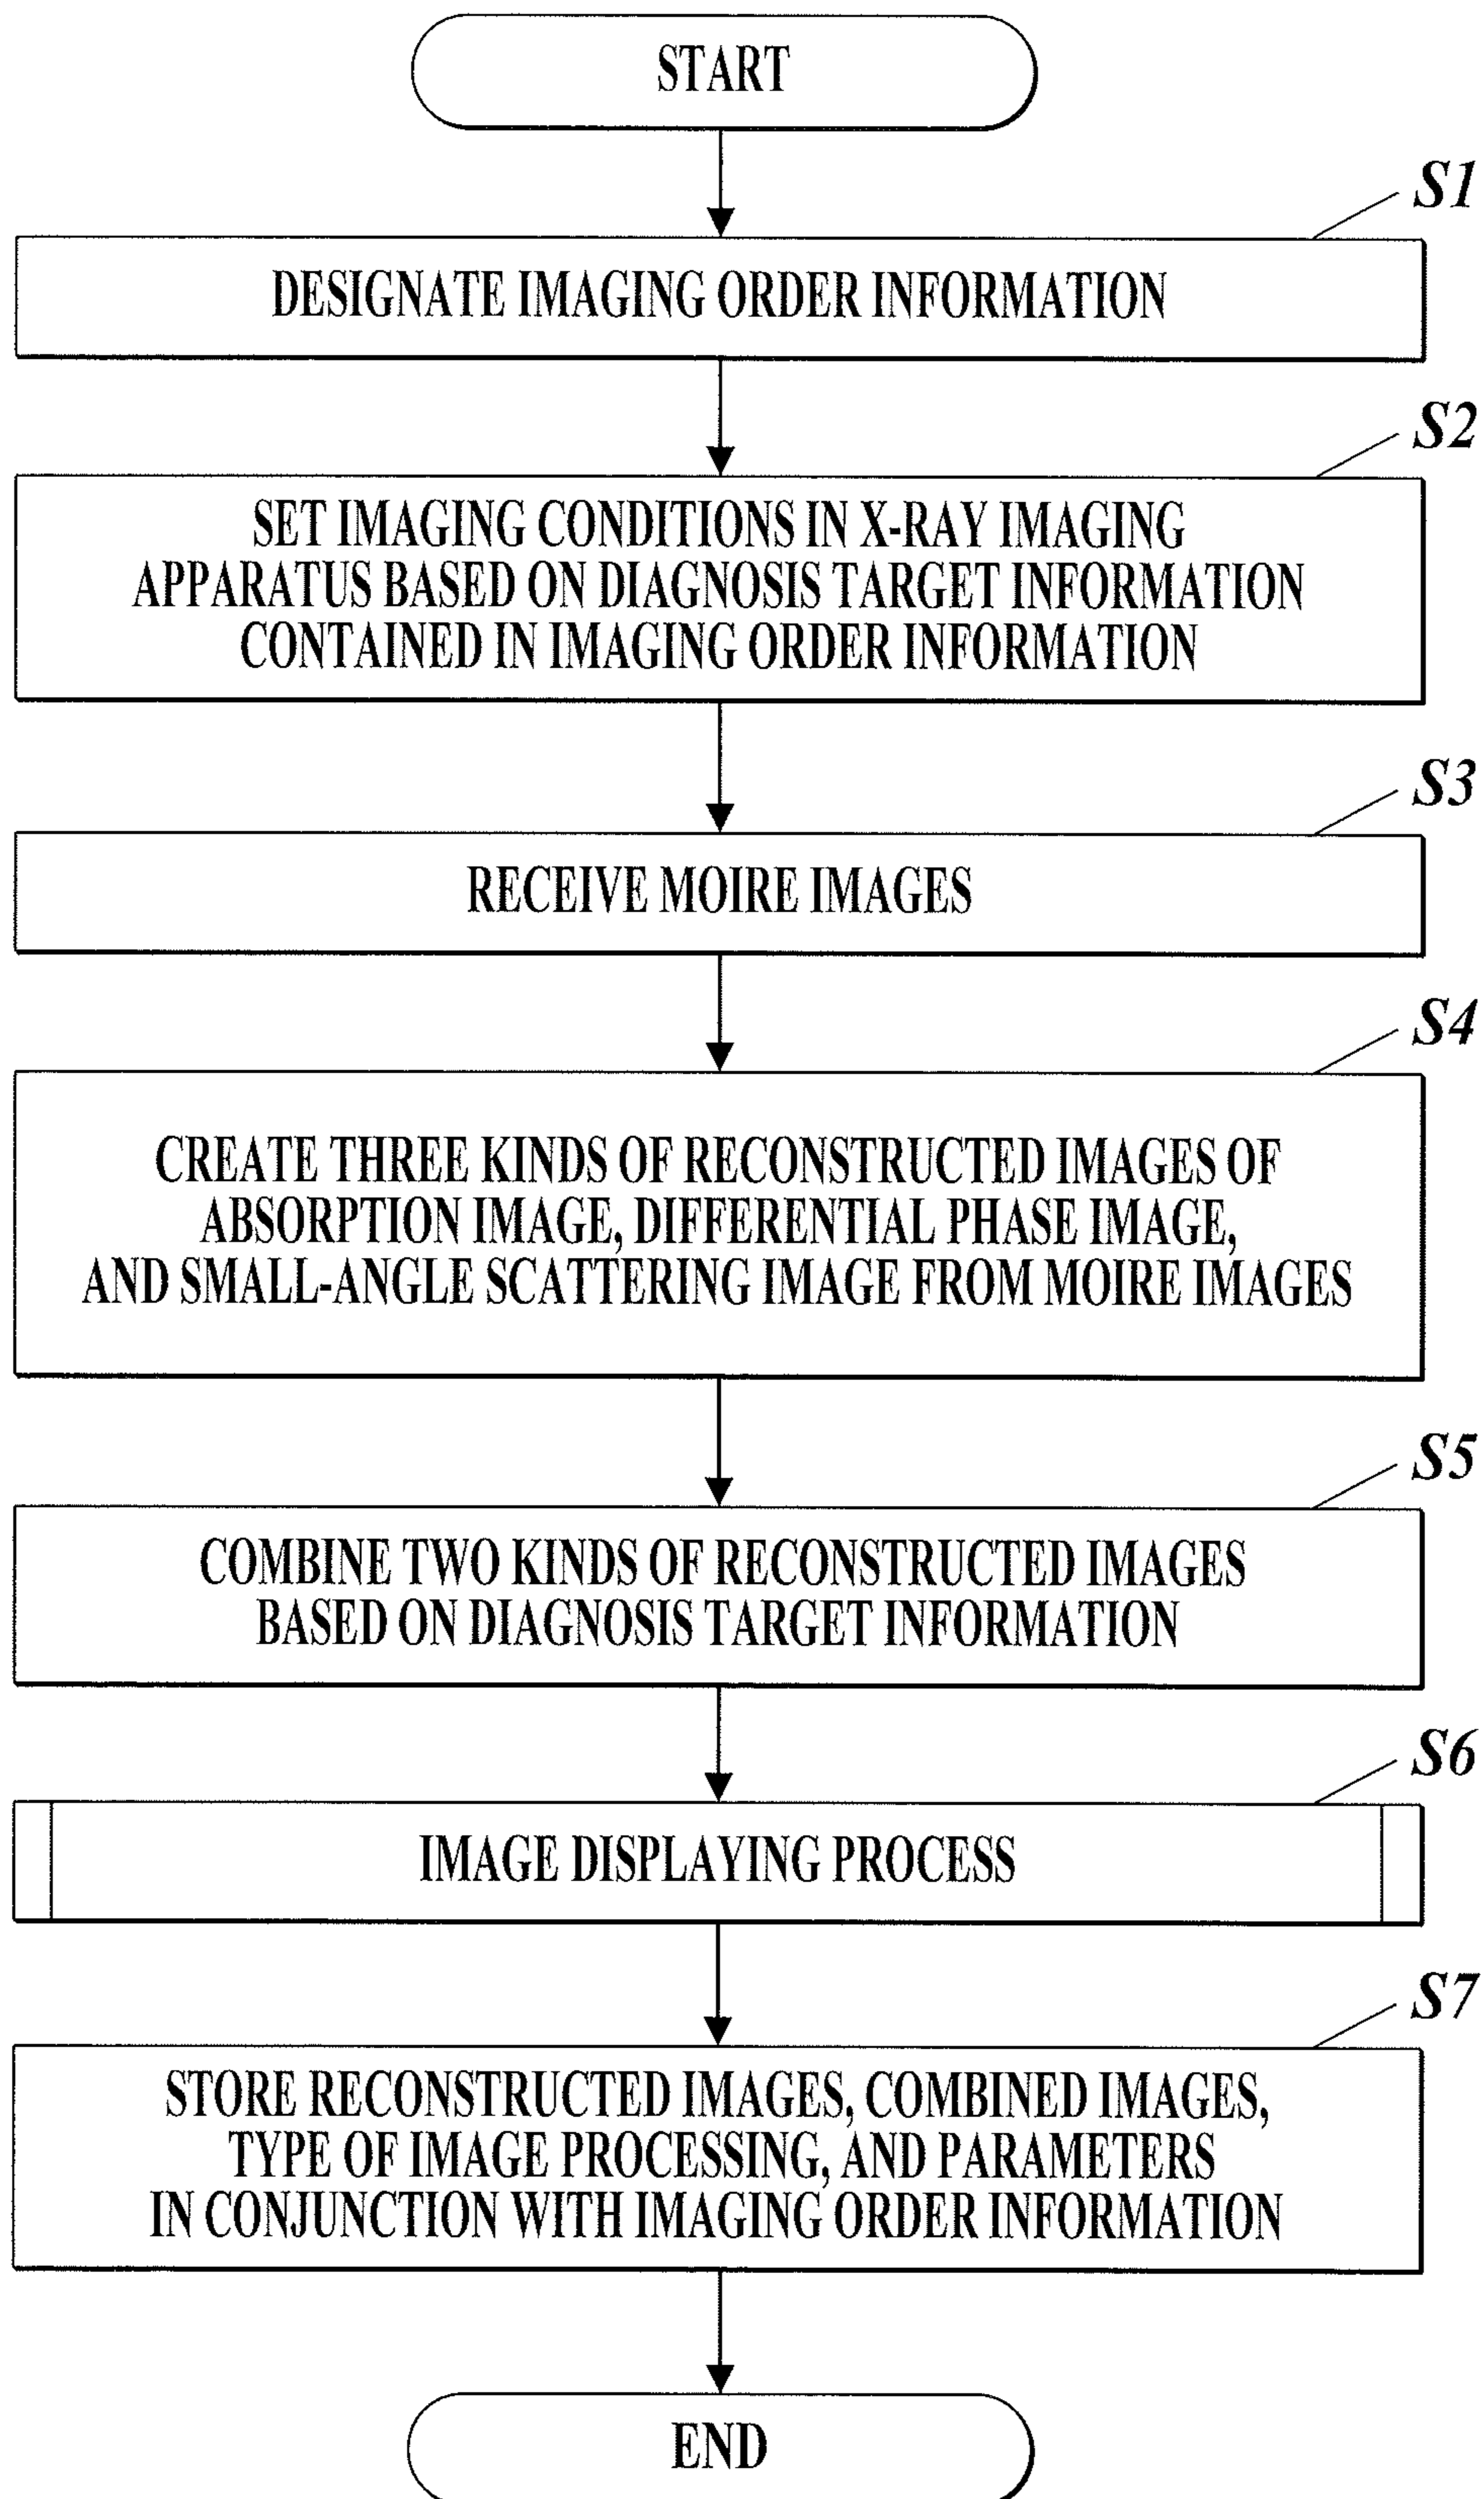 START
S1
DESIGNATE IMAGING ORDER INFORMATION
S2
SET IMAGING CONDITIONS IN X-RAY IMAGING
APPARATUS BASED ON DIAGNOSIS TARGET INFORMATION
CONTAINED IN IMAGING ORDER INFORMATION
S3
RECEIVE MOIRE IMAGES
S4
CREATE THREE KINDS OF RECONSTRUCTED IMAGES OF
ABSORPTION IMAGE, DIFFERENTIAL PHASE IMAGE,
AND SMALL-ANGLE SCATTERING IMAGE FROM MOIRE IMAGES
S5
COMBINE TWO KINDS OF RECONSTRUCTED IMAGES
BASED ON DIAGNOSIS TARGET INFORMATION
S6
IMAGE DISPLAYING PROCESS
S7
STORE RECONSTRUCTED IMAGES, COMBINED IMAGES,
TYPE OF IMAGE PROCESSING, AND PARAMETERS
IN CONJUNCTION WITH IMAGING ORDER INFORMATION
END